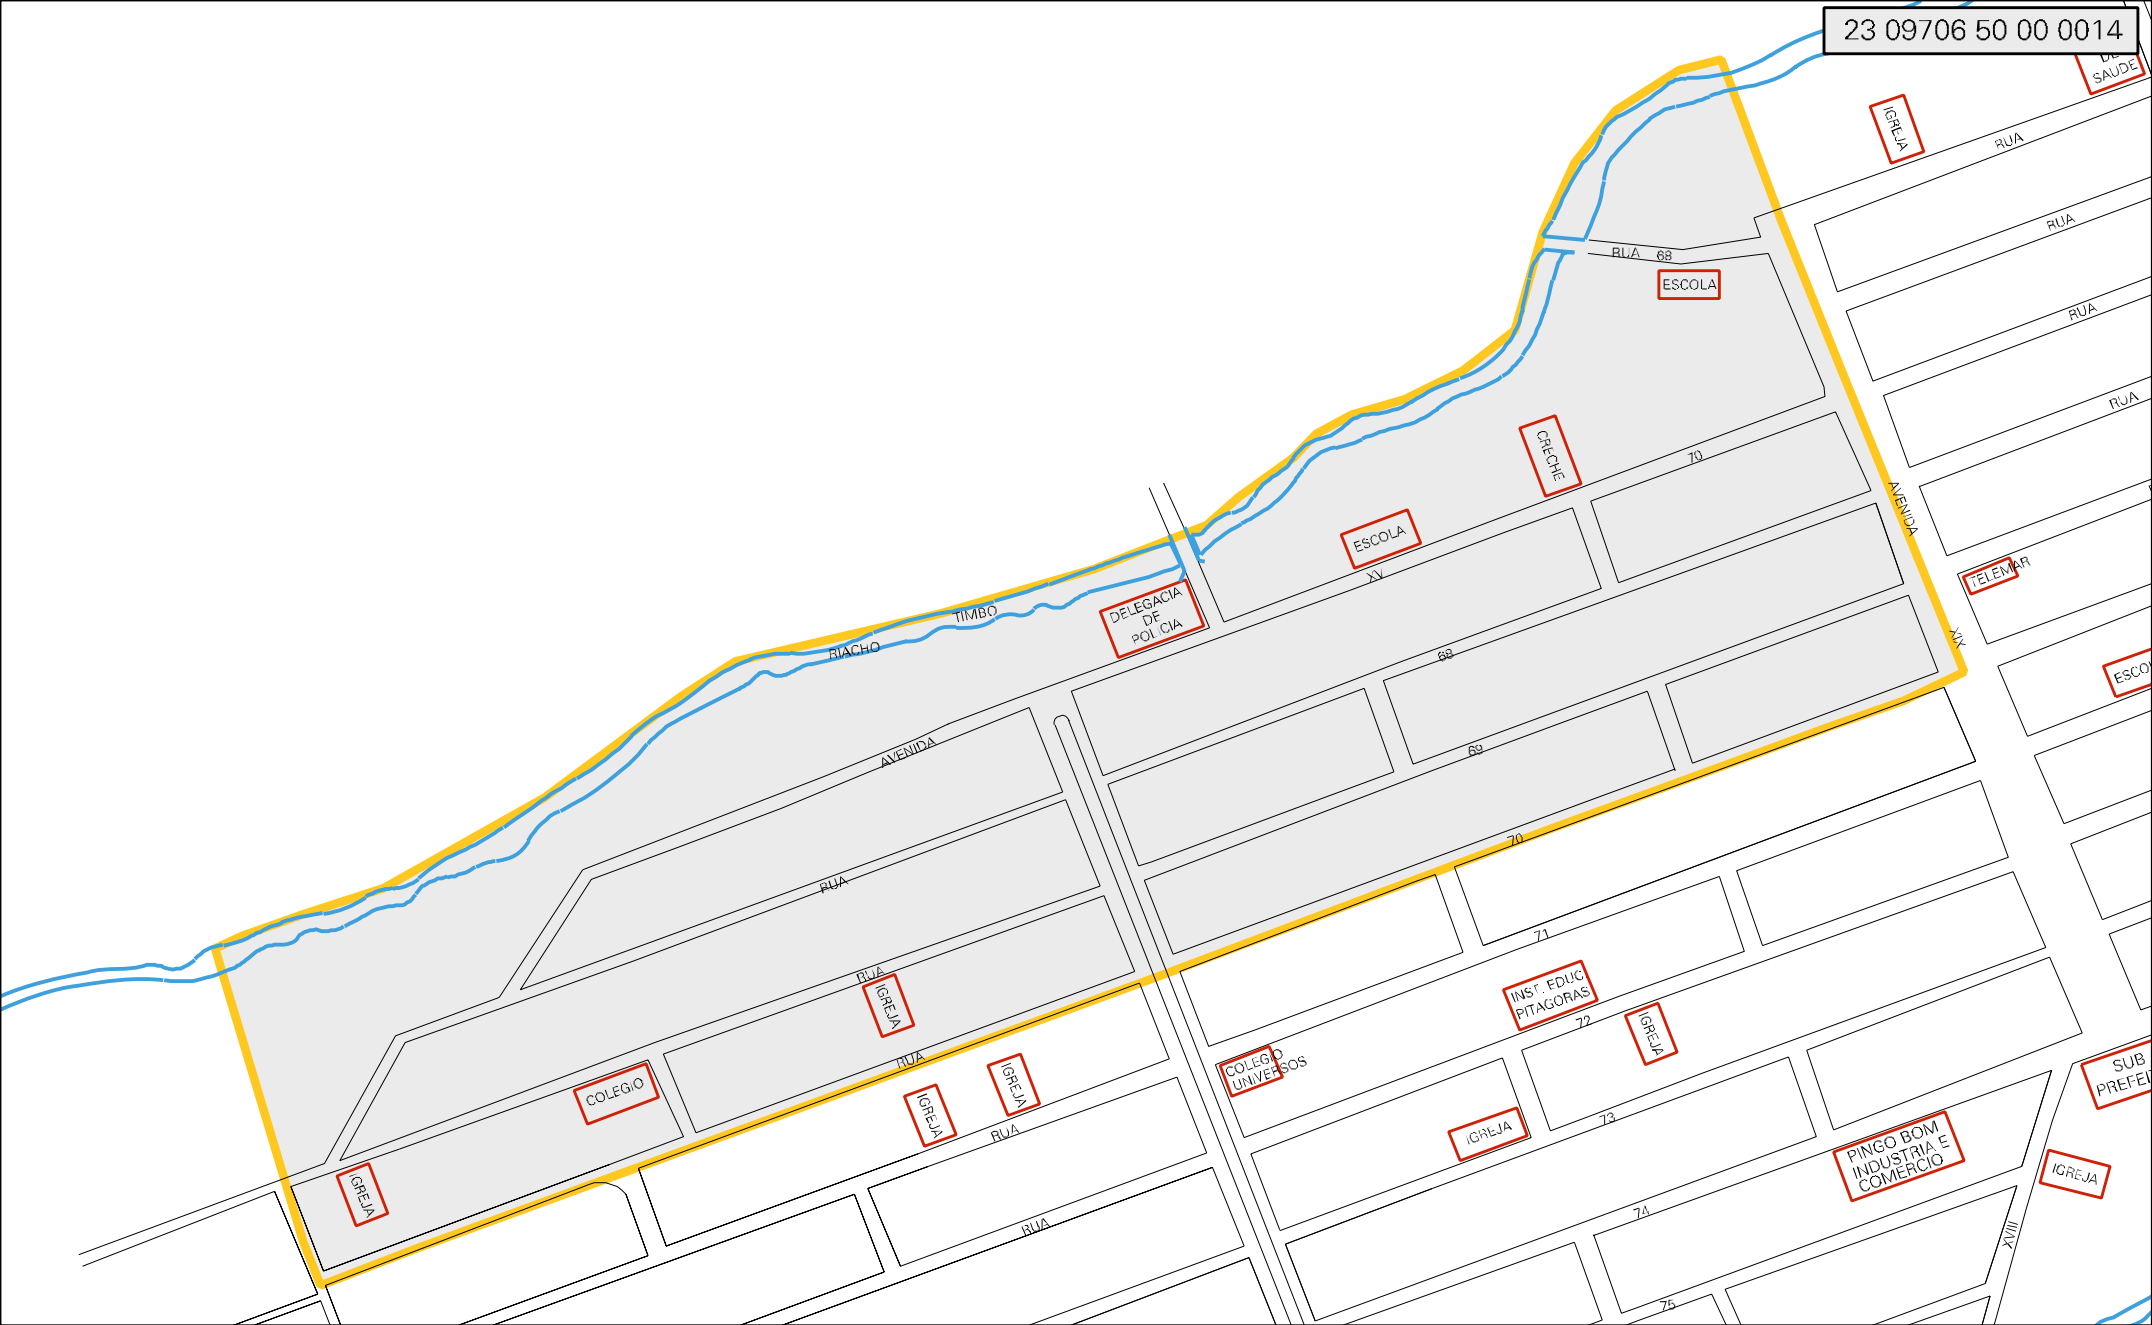 23 09706 50 00 0014
SAUDE
IGREJA
RUA
RUA
RUA 68
ESCOLA
RUA
RUA
CRECHE
70
AVENIDA
ESCOLA
XV
TELEMAR
DELEGACIA
DE
POLICIA
TIMBO
RIACHO
XIX
68
69
AVENIDA
70
RUA
71
RUA
IGREJA
INST. EDUC
PITAGORAS
72
IGREJA
RUA
COLEGIO
UNIVERSOS
COLEGIO
IGREJA
IGREJA
RUA
IGREJA
73
SUB
PINGO BOM
INDUSTRIA E
COMERCIO
IGREJA
IGREJA
74
RUA
XVIII
75